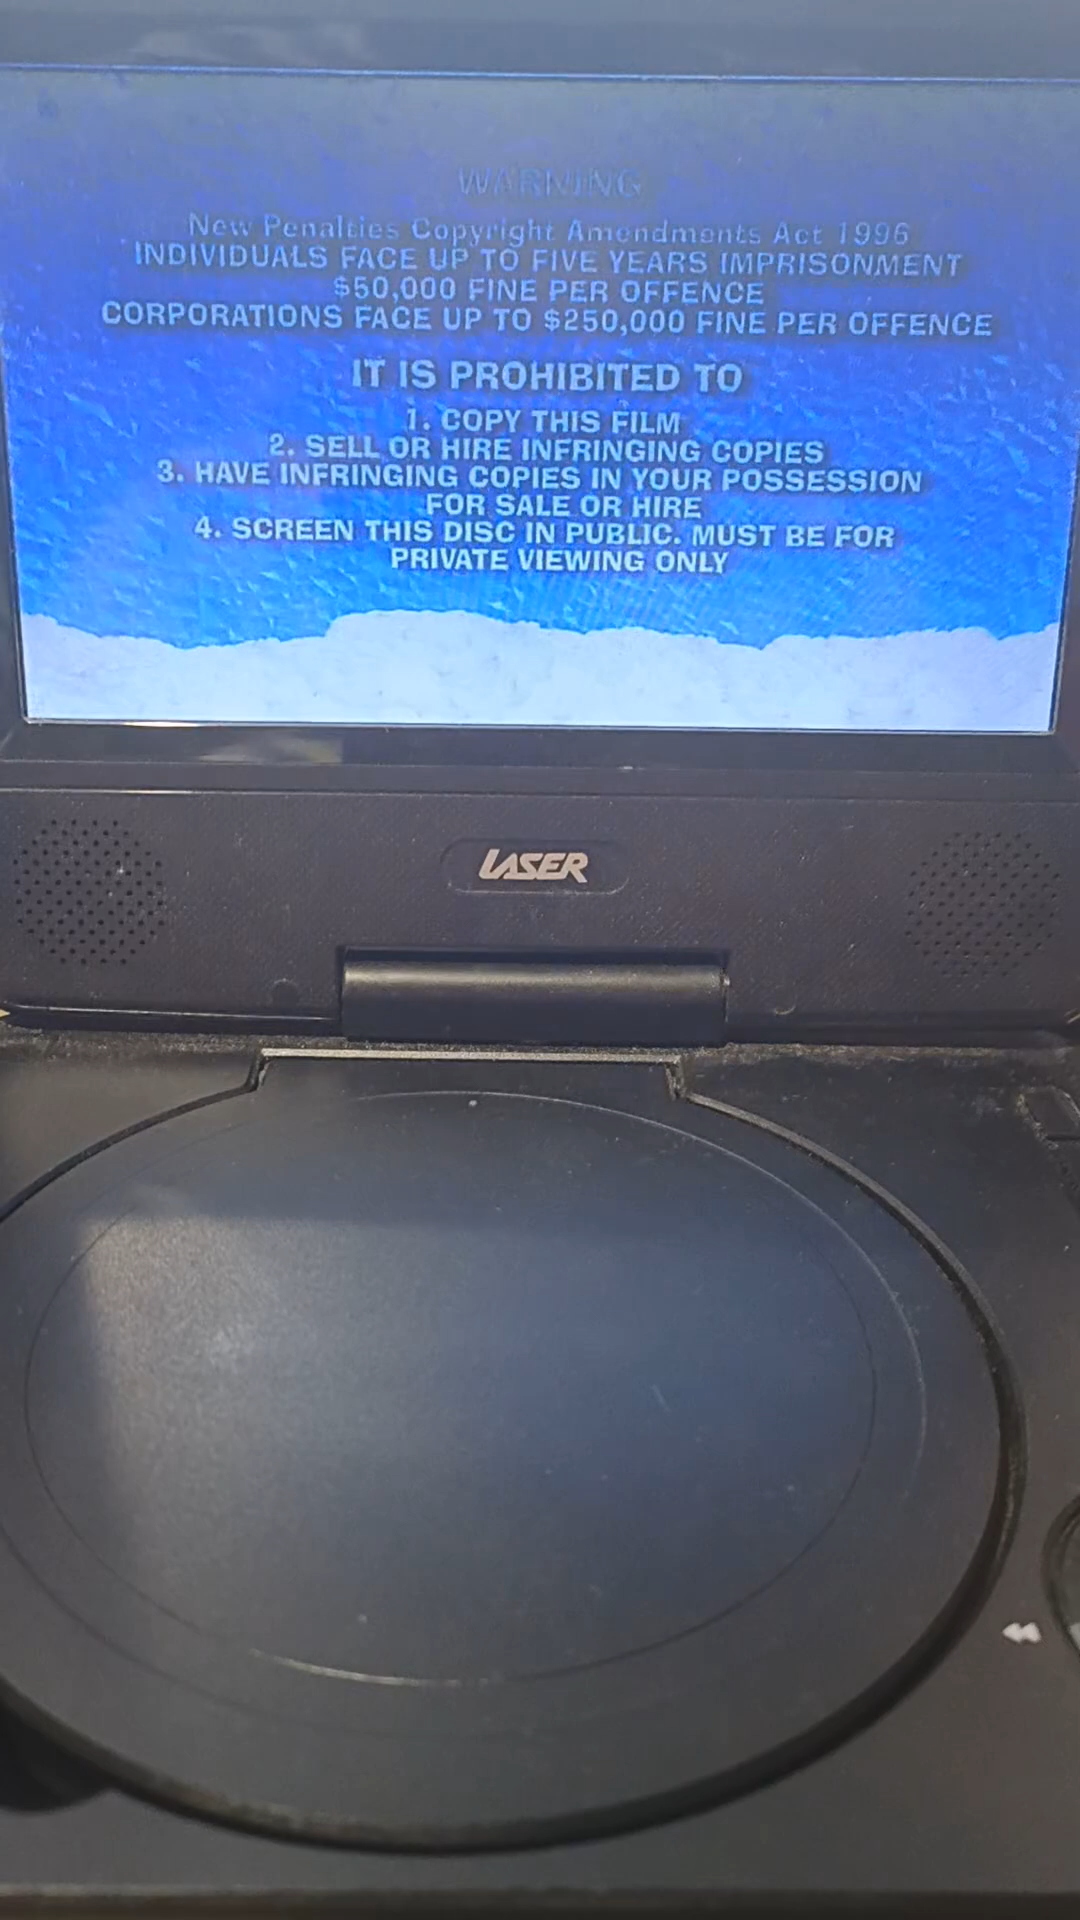 WARNING
New Penalties Copyright Amendments Act 1996
INDIVIDUALS FACE UP TO FIVE YEARS IMPRISONMENT
$50,000 FINE PER OFFENCE
CORPORATIONS FACE UP TO $250,000 FINE PER OFFENCE
IT IS PROHIBITED TO
1. COPY THIS FILM
2. SELL OR HIRE INFRINGING COPIES
3. HAVE INFRINGING COPIES IN YOUR POSSESSION
FOR SALE OR HIRE
4. SCREEN THIS DISC IN PUBLIC. MUST BE FOR
PRIVATE VIEWING ONLY
LASER